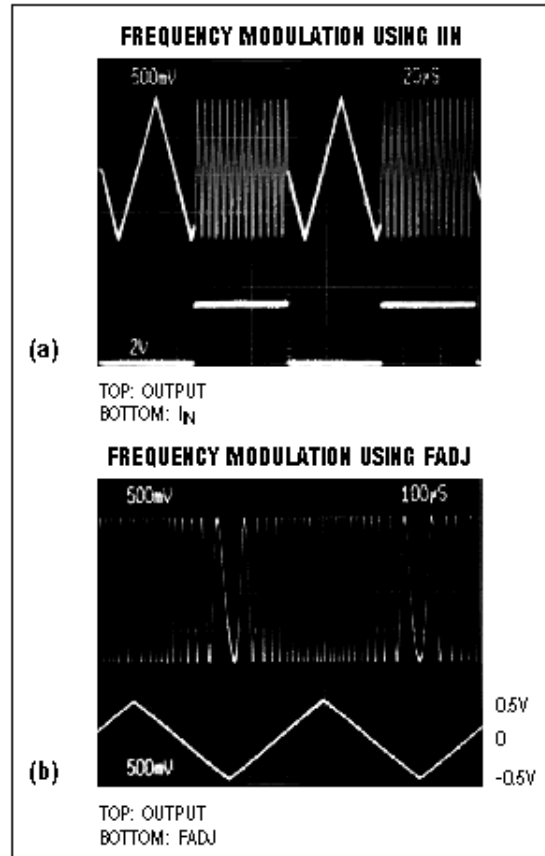 FREQUENCY MODULATION USING IIN
500mV 25µS
2V
(a)
TOP: OUTPUT
BOTTOM: IIN
FREQUENCY MODULATION USING FADJ
500mV 100µS
0.5V
0
500mV -0.5V
(b)
TOP: OUTPUT
BOTTOM: FADJ